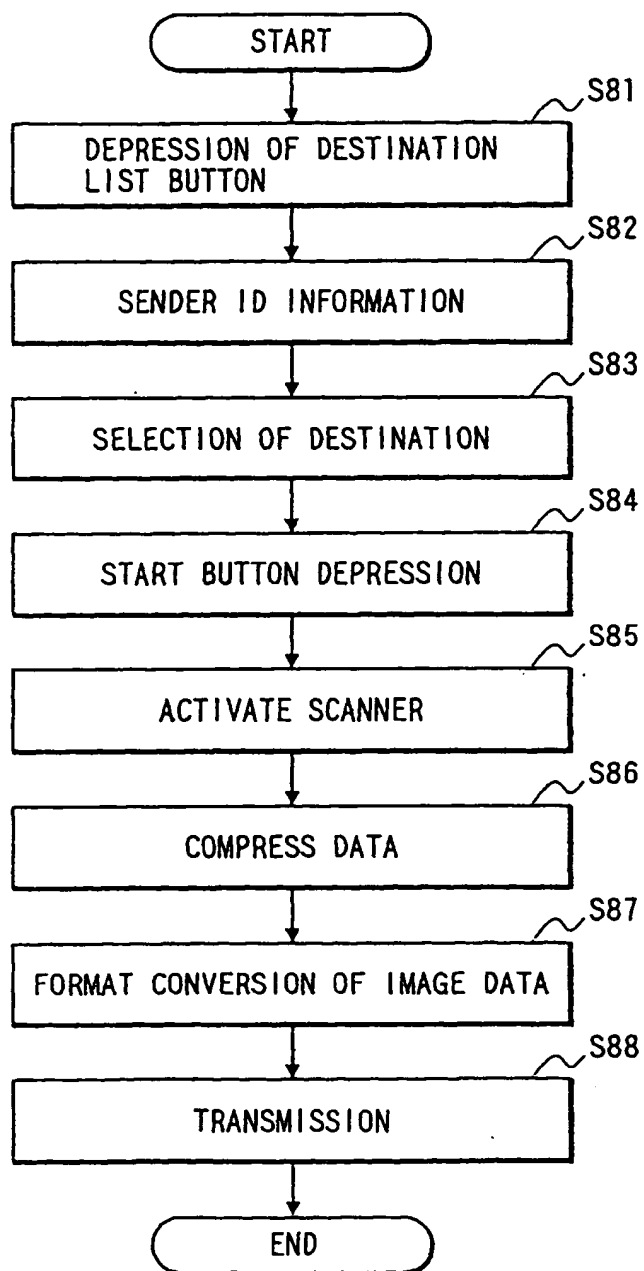 START
S81
DEPRESSION OF DESTINATION
LIST BUTTON
S82
SENDER ID INFORMATION
S83
SELECTION OF DESTINATION
S84
START BUTTON DEPRESSION
S85
ACTIVATE SCANNER
S86
COMPRESS DATA
S87
FORMAT CONVERSION OF IMAGE DATA
S88
TRANSMISSION
END